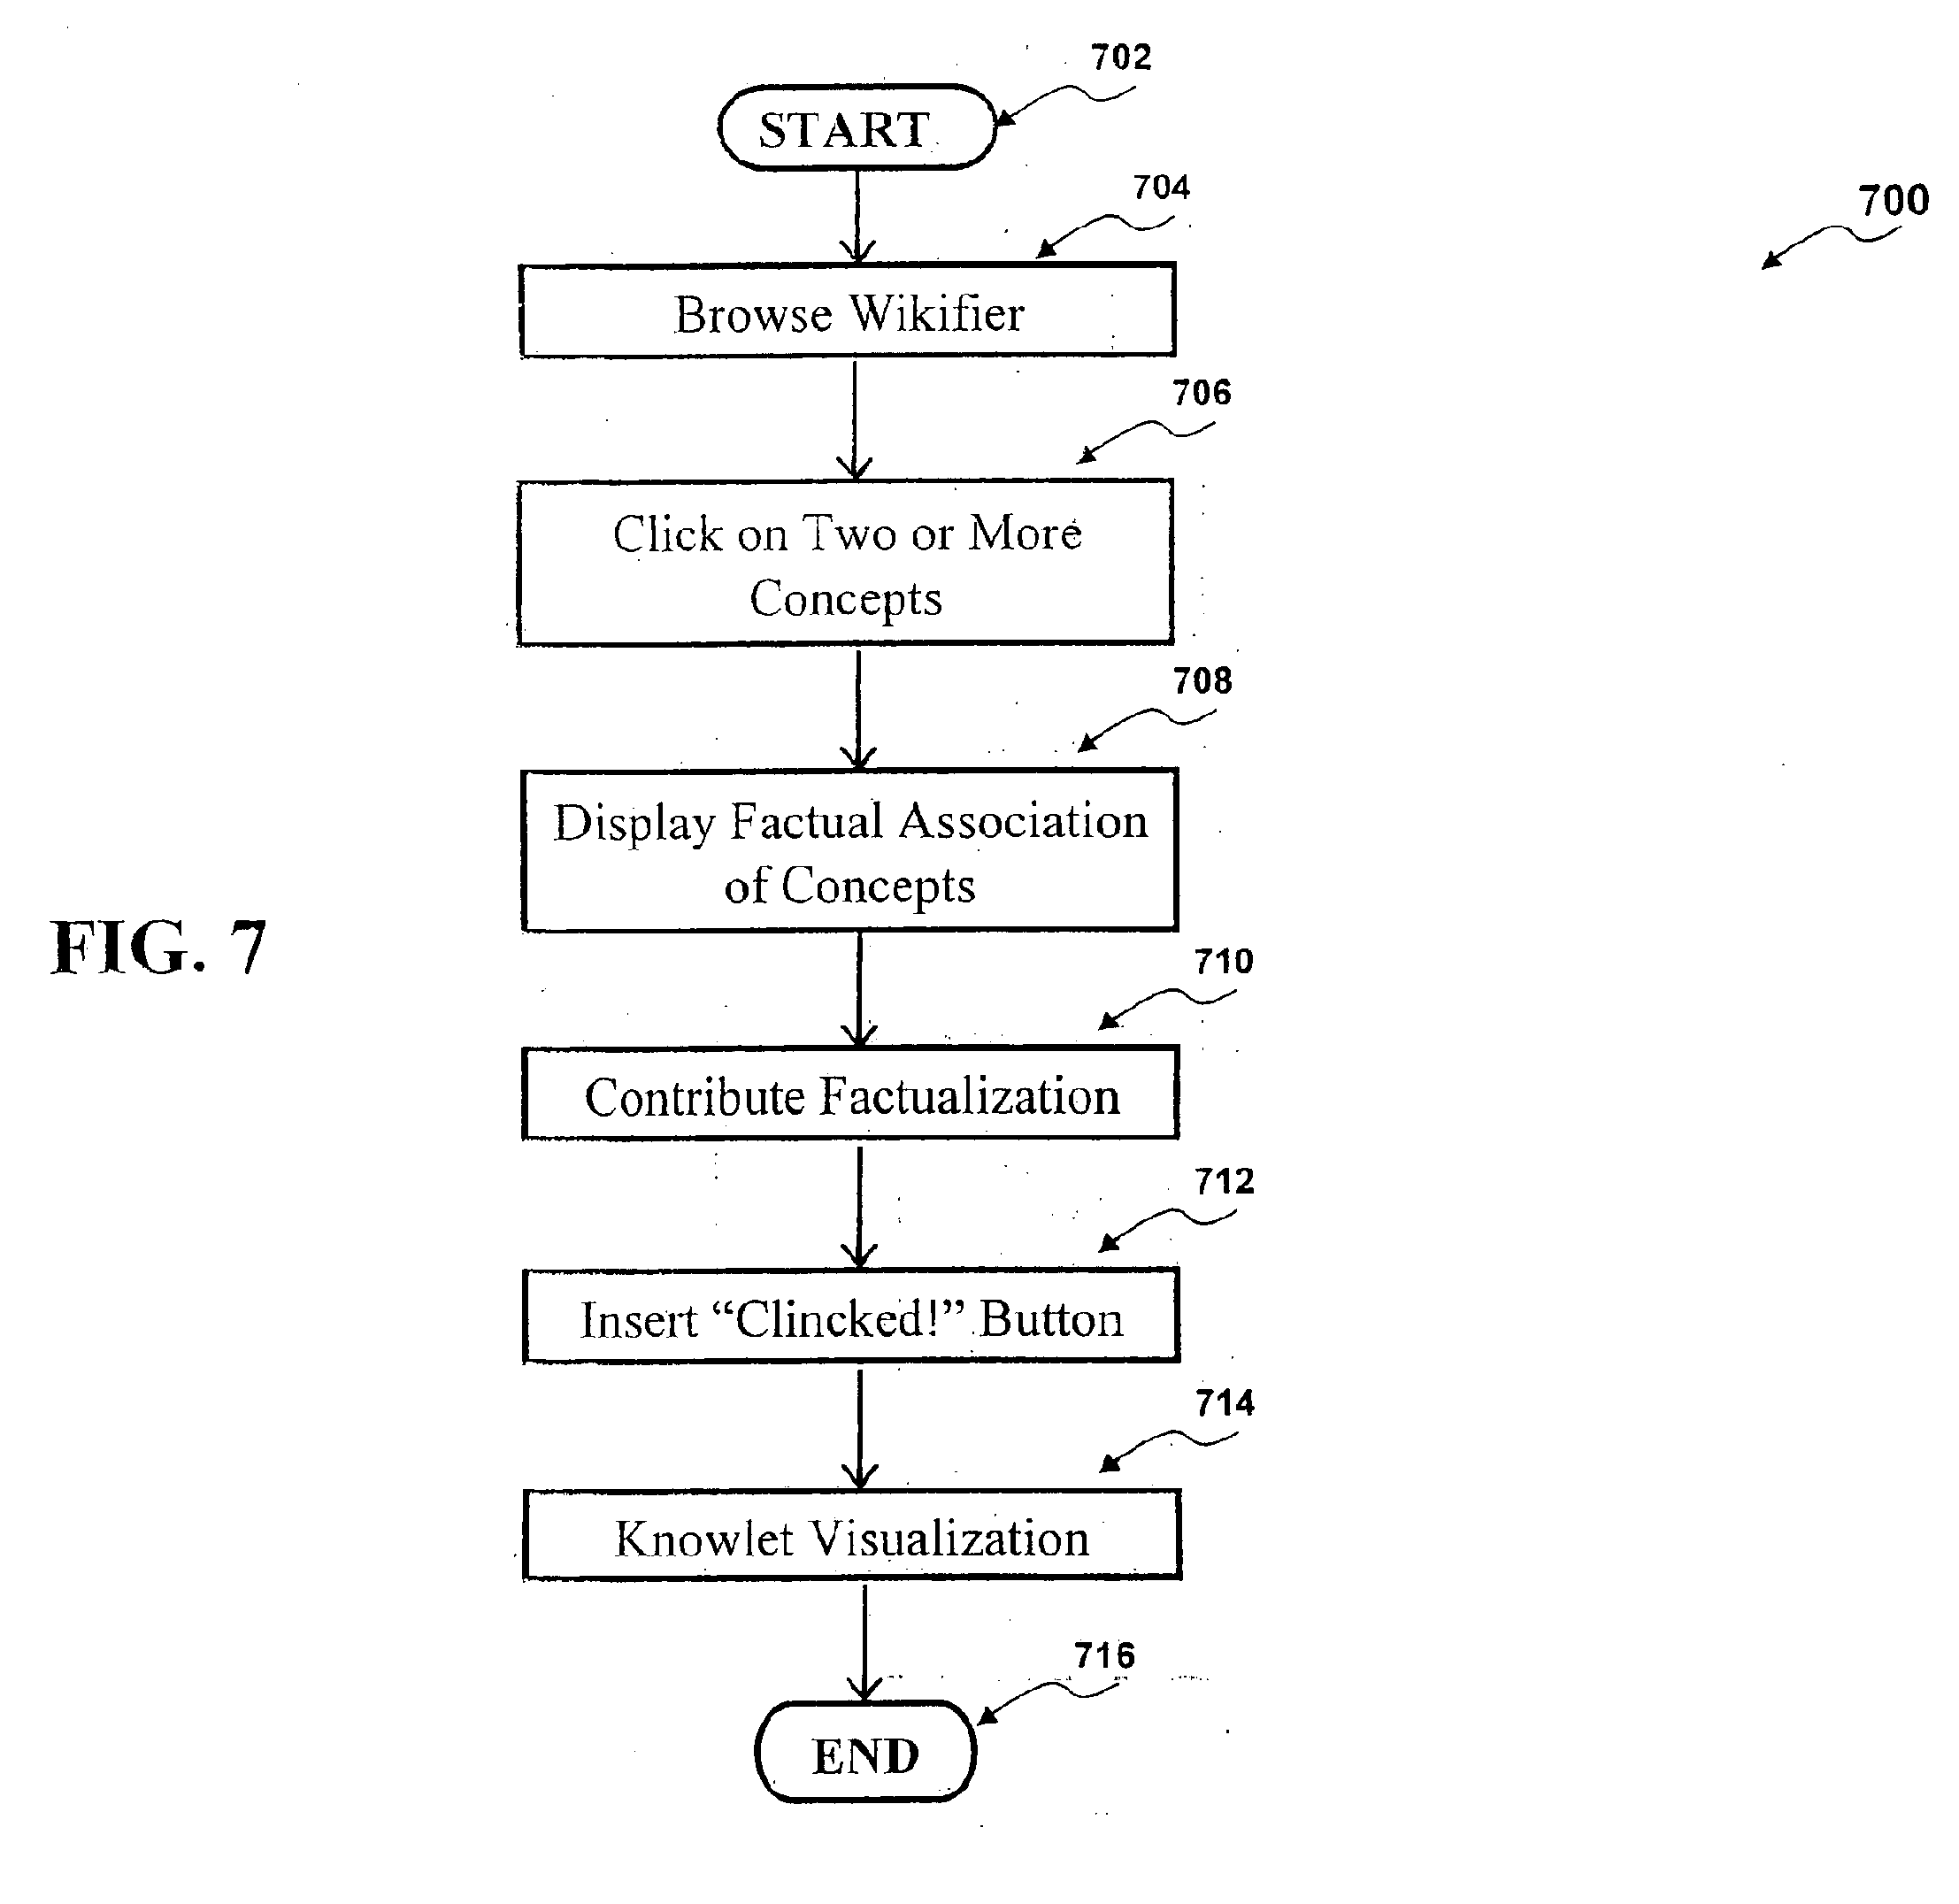 702
START
704
700
Browse Wikifier
706
Click on Two or More
Concepts
708
Display Factual Association
of Concepts
FIG. 7
710
Contribute Factualization
712
Insert “Clincked!” Button
714
Knowlet Visualization
716
END